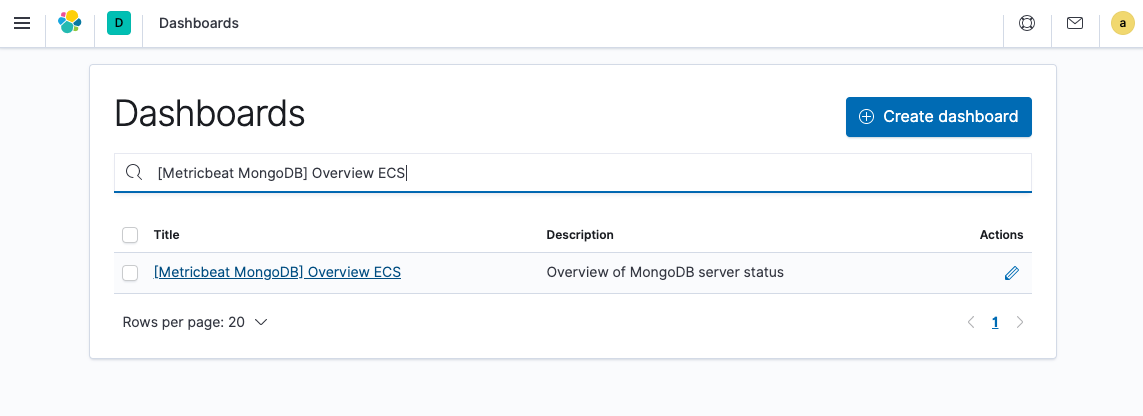 D Dashboards a
Dashboards
Create dashboard
[Metricbeat MongoDB] Overview ECS
Title Description Actions
[Metricbeat MongoDB] Overview ECS Overview of MongoDB server status
Rows per page: 20 1